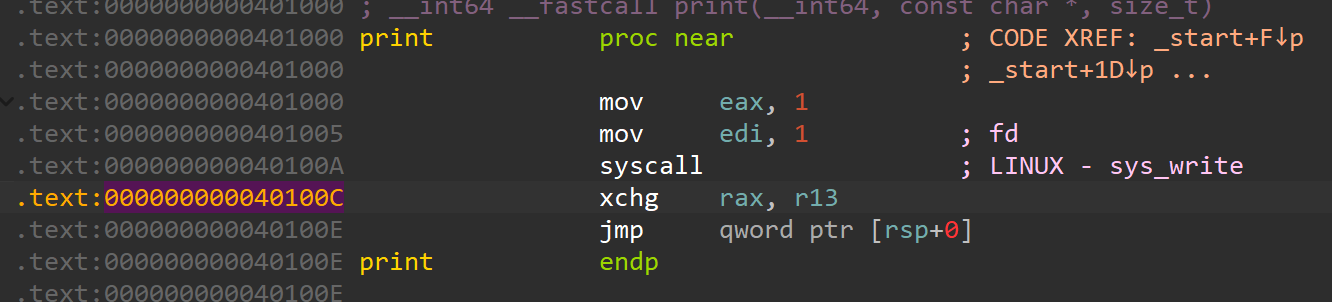 .text:0000000000401000 ; __int64 __fastcall print(__int64, const char *, size_t)
.text:0000000000401000 print proc near ; CODE XREF: _start+F↓p
.text:0000000000401000 ; _start+1D↓p ...
.text:0000000000401000 mov eax, 1
.text:0000000000401005 mov edi, 1 ; fd
.text:000000000040100A syscall ; LINUX - sys_write
.text:000000000040100C xchg rax, r13
.text:000000000040100E jmp qword ptr [rsp+0]
.text:000000000040100E print endp
.text:000000000040100E